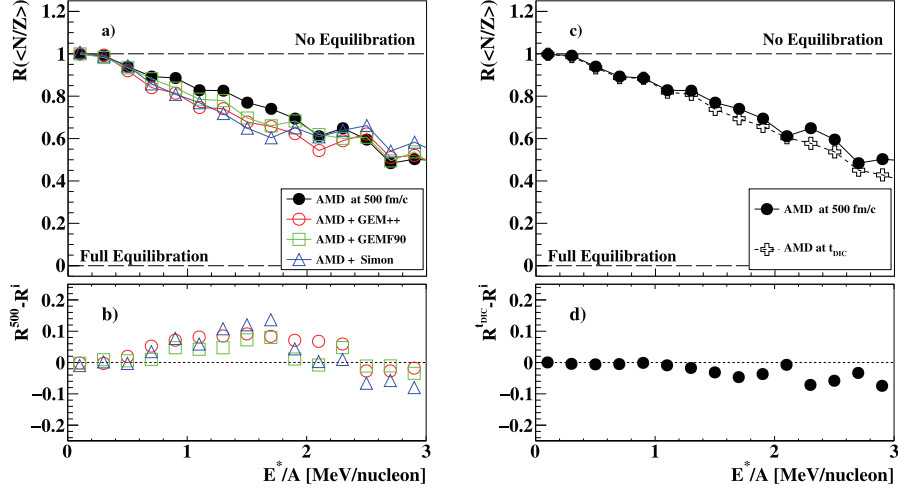 a)
No Equilibration
R(<N/Z>)
1.2
1
0.8
0.6
0.4
0.2
0
AMD at 500 fm/c
AMD + GEM++
AMD + GEMF90
AMD + Simon
Full Equilibration
b)
R⁵⁰⁰-Rⁱ
0.2
0.1
0
-0.1
-0.2
0 1 2 3
E*/A [MeV/nucleon]
c)
No Equilibration
R(<N/Z>)
1.2
1
0.8
0.6
0.4
0.2
0
AMD at 500 fm/c
AMD at t_DIC
Full Equilibration
d)
R^t_DIC-Rⁱ
0.2
0.1
0
-0.1
-0.2
0 1 2 3
E*/A [MeV/nucleon]